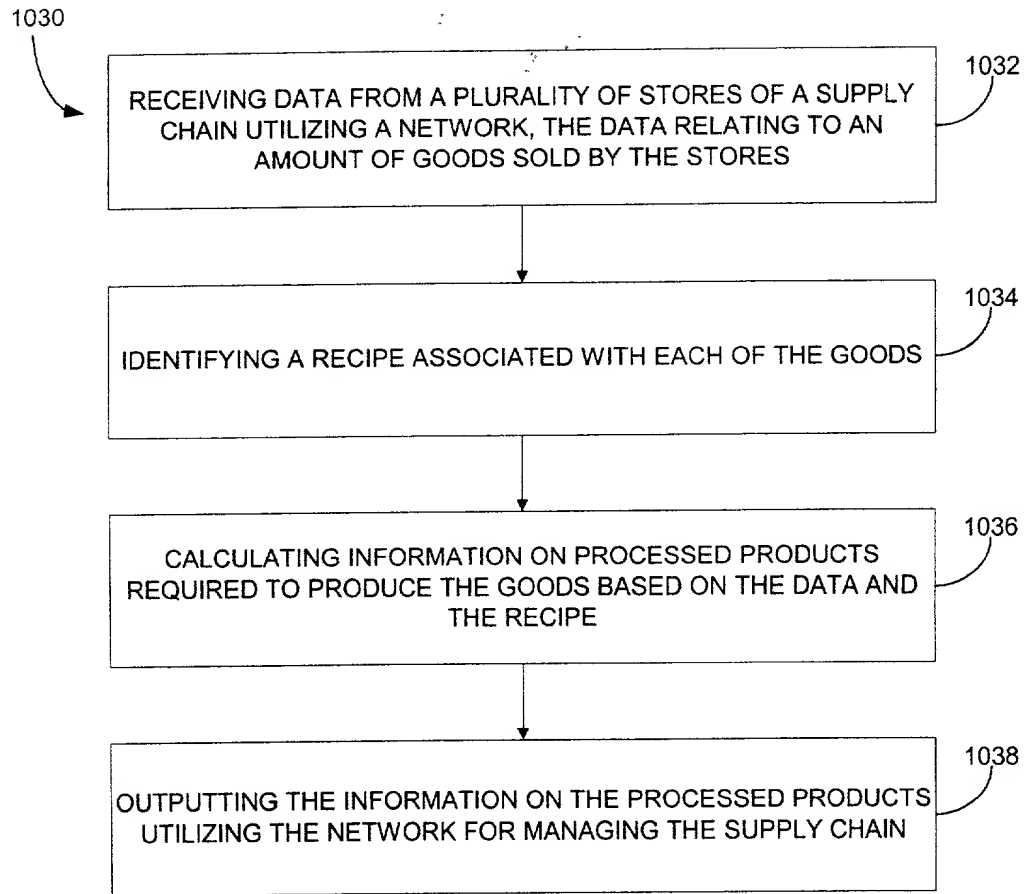 1030
1032
RECEIVING DATA FROM A PLURALITY OF STORES OF A SUPPLY
CHAIN UTILIZING A NETWORK, THE DATA RELATING TO AN
AMOUNT OF GOODS SOLD BY THE STORES
1034
IDENTIFYING A RECIPE ASSOCIATED WITH EACH OF THE GOODS
1036
CALCULATING INFORMATION ON PROCESSED PRODUCTS
REQUIRED TO PRODUCE THE GOODS BASED ON THE DATA AND
THE RECIPE
1038
OUTPUTTING THE INFORMATION ON THE PROCESSED PRODUCTS
UTILIZING THE NETWORK FOR MANAGING THE SUPPLY CHAIN